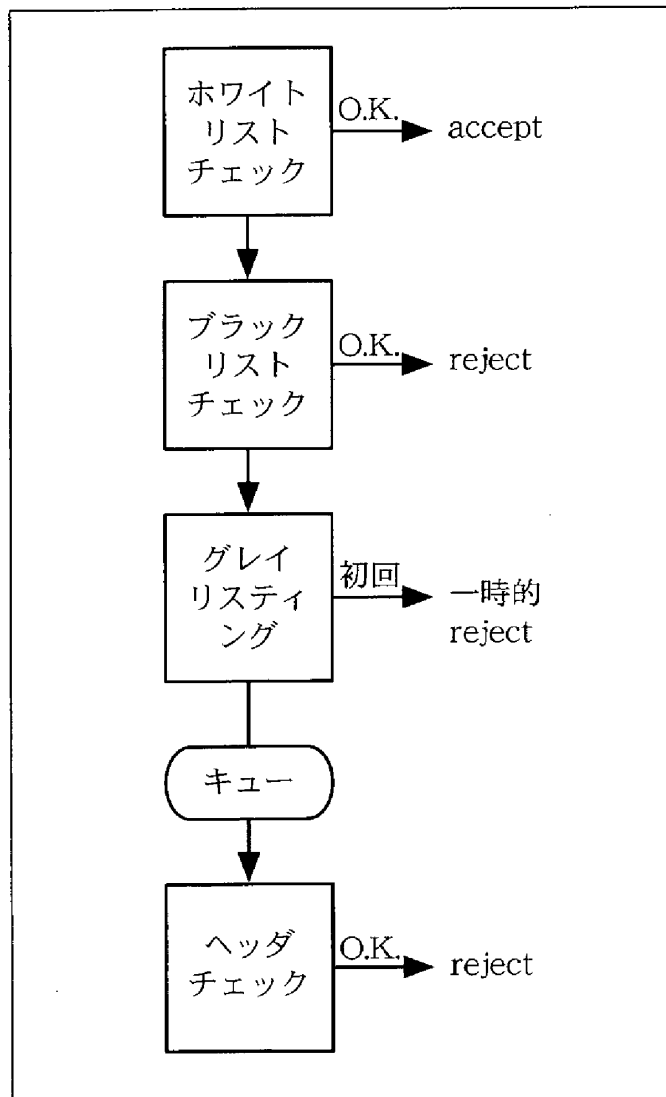 ホワイト
リスト
チェック
O.K.
accept
ブラック
リスト
チェック
O.K.
reject
グレイ
リスティ
ング
初回
一時的
reject
キュー
ヘッダ
チェック
O.K.
reject